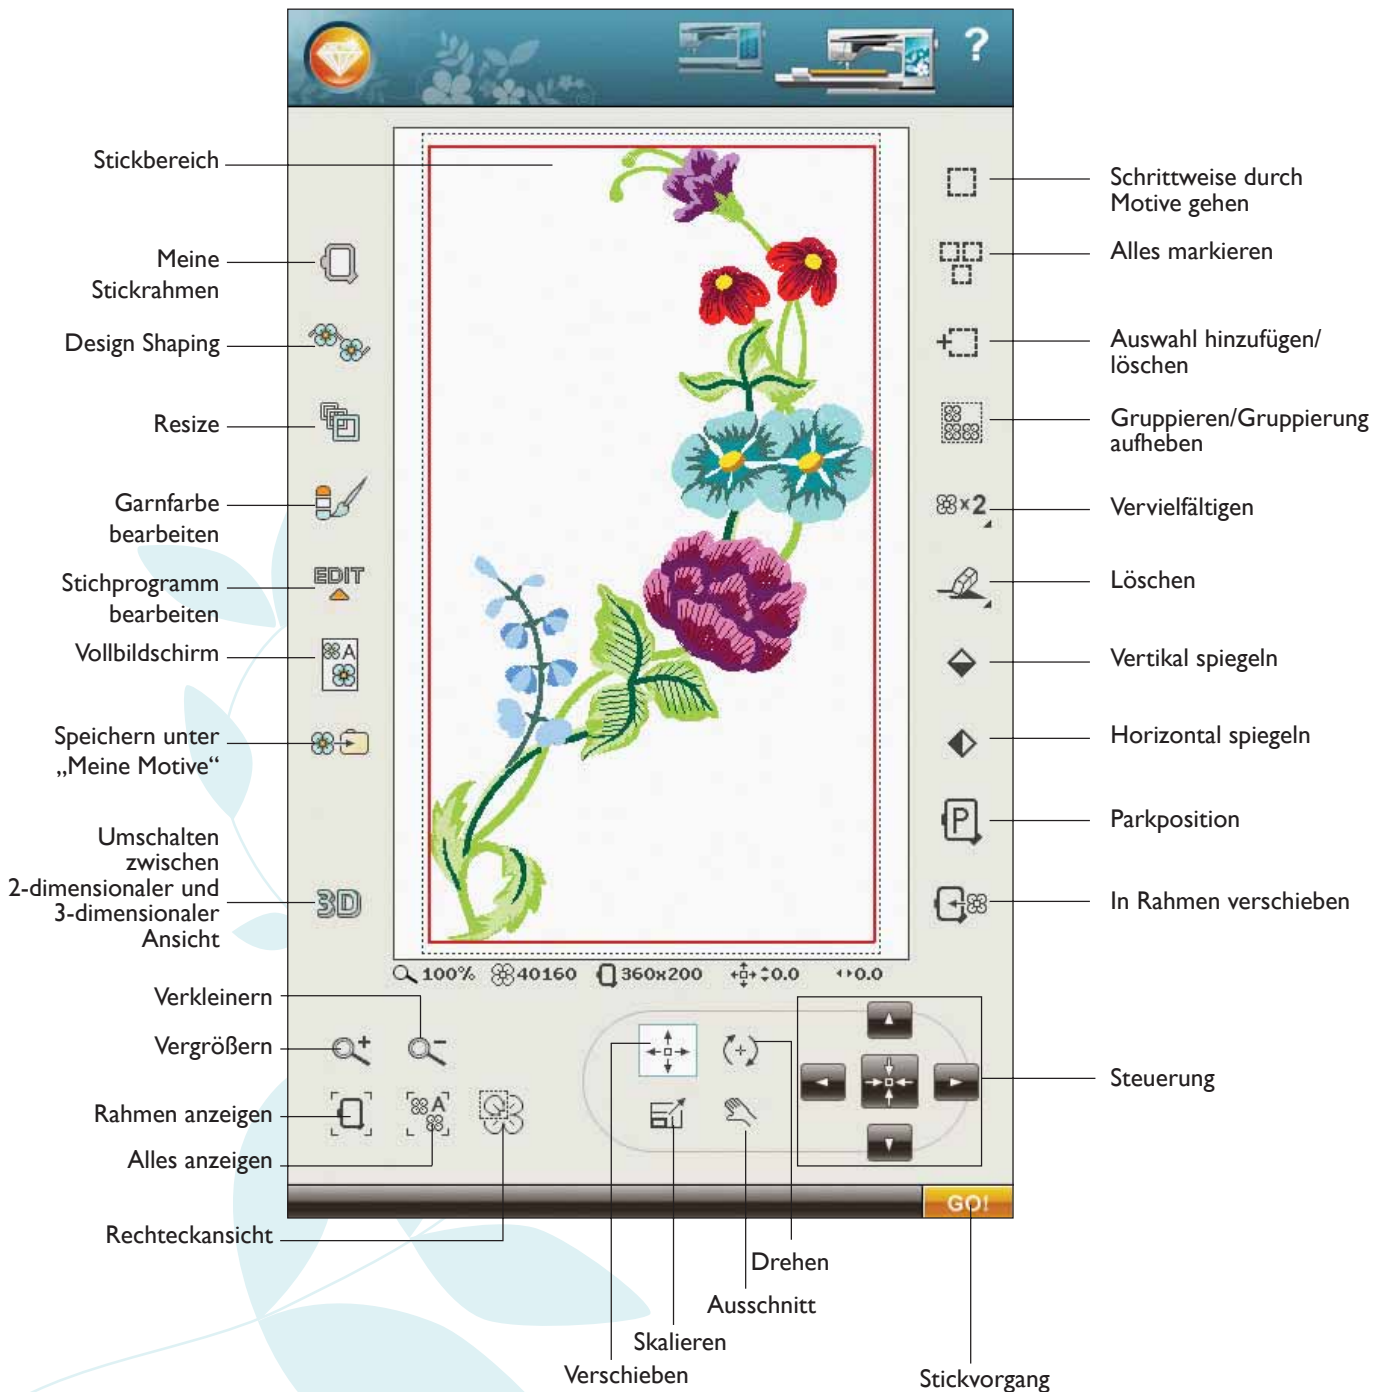 ?
Stickbereich
Meine
Stickrahmen
Design Shaping
Resize
Garnfarbe
bearbeiten
EDIT
Stichprogramm
bearbeiten
A
Vollbildschirm
Speichern unter
„Meine Motive“
Umschalten
zwischen
2-dimensionaler und
3-dimensionaler
Ansicht
3D
Schrittweise durch
Motive gehen
Alles markieren
Auswahl hinzufügen/
löschen
Gruppieren/Gruppierung
aufheben
×2
Vervielfältigen
Löschen
Vertikal spiegeln
Horizontal spiegeln
P
Parkposition
In Rahmen verschieben
100% 40160 360x200 0.0 0.0
Verkleinern
Vergrößern
Rahmen anzeigen
A
Alles anzeigen
Rechteckansicht
Steuerung
GO!
Drehen
Ausschnitt
Skalieren
Verschieben
Stickvorgang